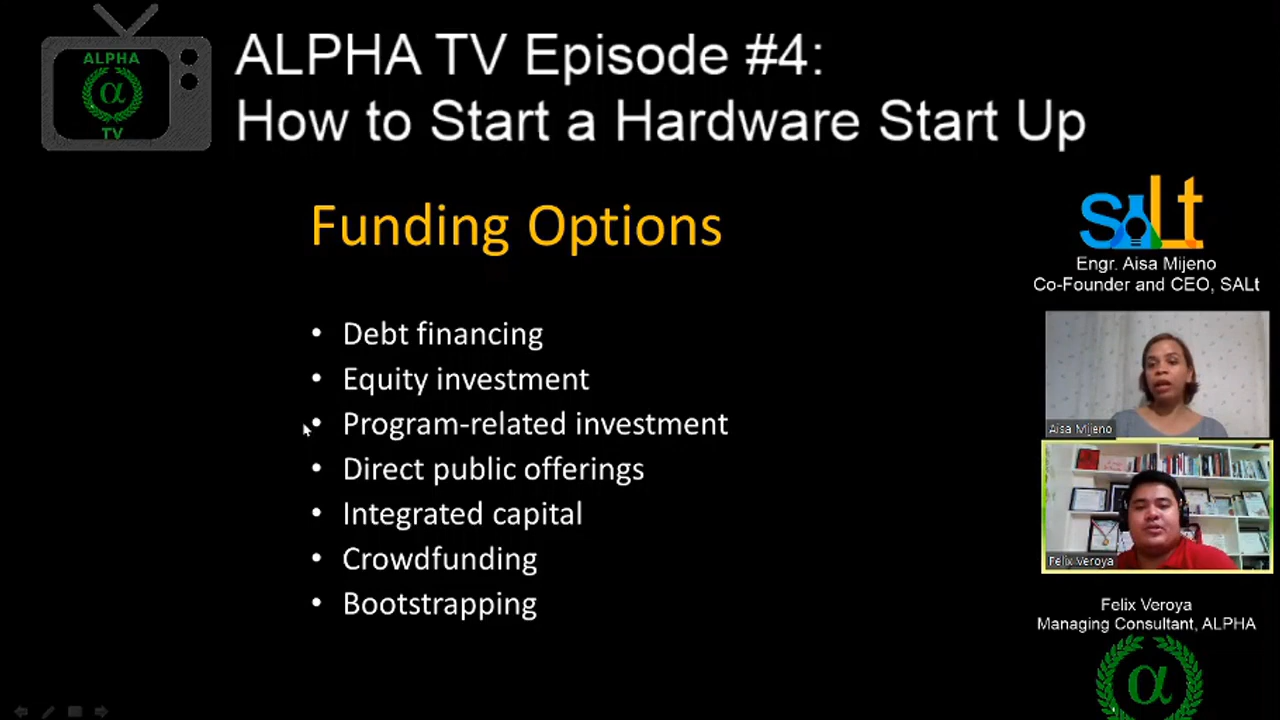 ALPHA
α
TV
ALPHA TV Episode #4:
How to Start a Hardware Start Up
Funding Options
• Debt financing
• Equity investment
• Program-related investment
• Direct public offerings
• Integrated capital
• Crowdfunding
• Bootstrapping
SALt
Engr. Aisa Mijeno
Co-Founder and CEO, SALt
Aisa Mijeno
Felix Veroya
Felix Veroya
Managing Consultant, ALPHA
α